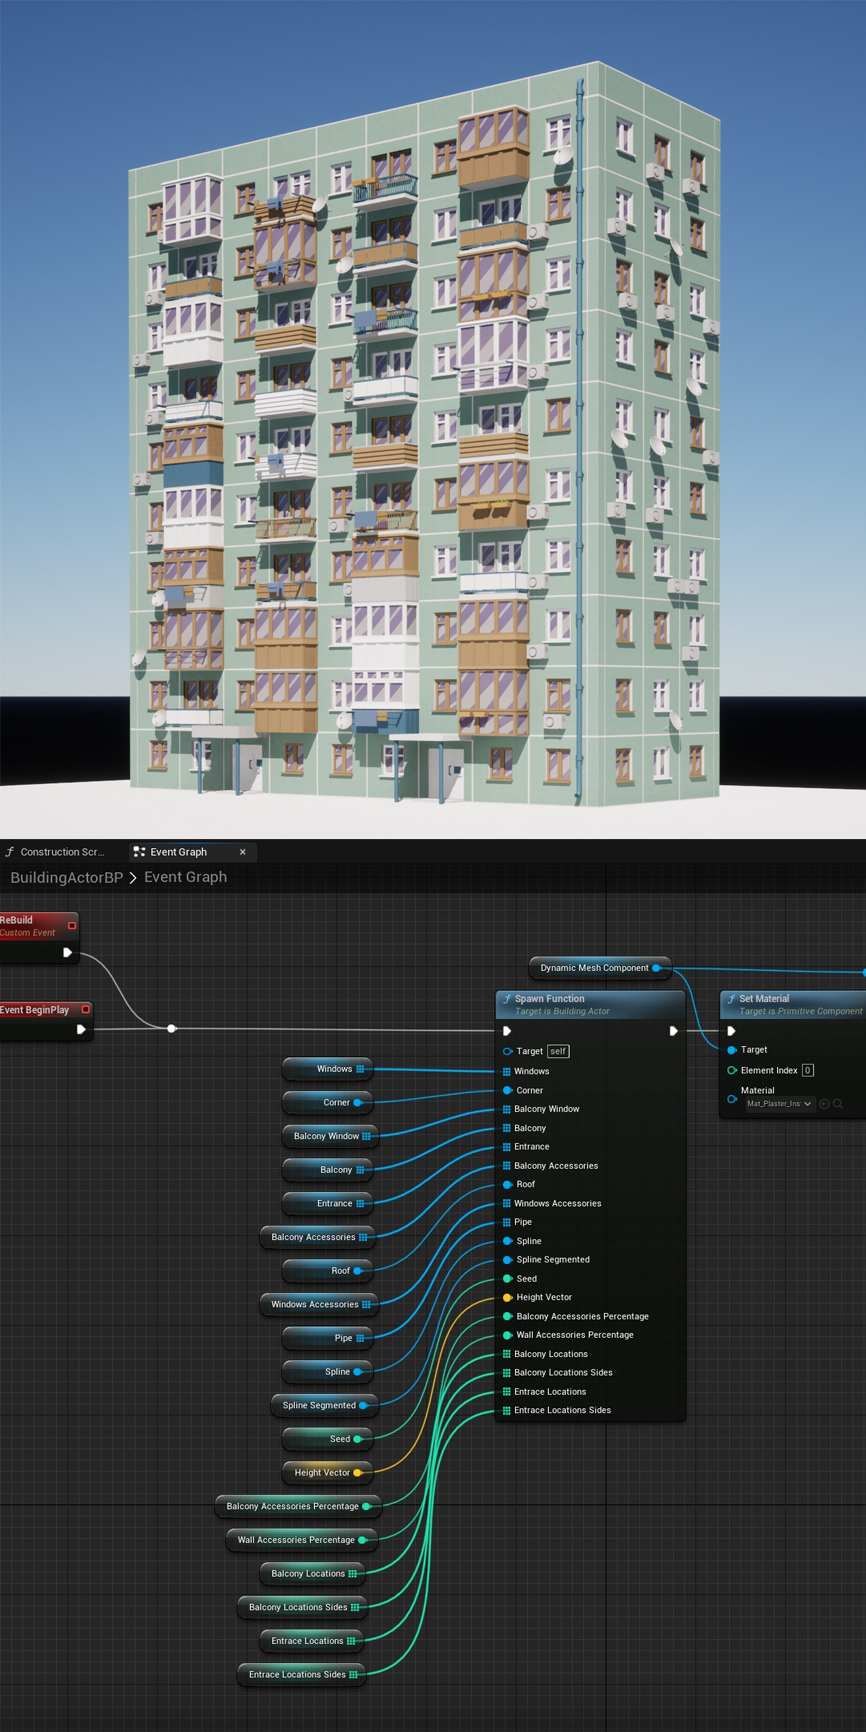 Construction Scr...
Event Graph
BuildingActorBP > Event Graph
ReBuild
Custom Event
Event BeginPlay
Dynamic Mesh Component
Spawn Function
Target is Building Actor
Target self
Windows
Corner
Balcony Window
Balcony
Entrance
Balcony Accessories
Roof
Windows Accessories
Pipe
Spline
Spline Segmented
Seed
Height Vector
Balcony Accessories Percentage
Wall Accessories Percentage
Balcony Locations
Balcony Locations Sides
Entrace Locations
Entrace Locations Sides
Set Material
Target is Primitive Component
Target
Element Index 0
Material
Mat_Plaster_Ins
Windows
Corner
Balcony Window
Balcony
Entrance
Balcony Accessories
Roof
Windows Accessories
Pipe
Spline
Spline Segmented
Seed
Height Vector
Balcony Accessories Percentage
Wall Accessories Percentage
Balcony Locations
Balcony Locations Sides
Entrace Locations
Entrace Locations Sides